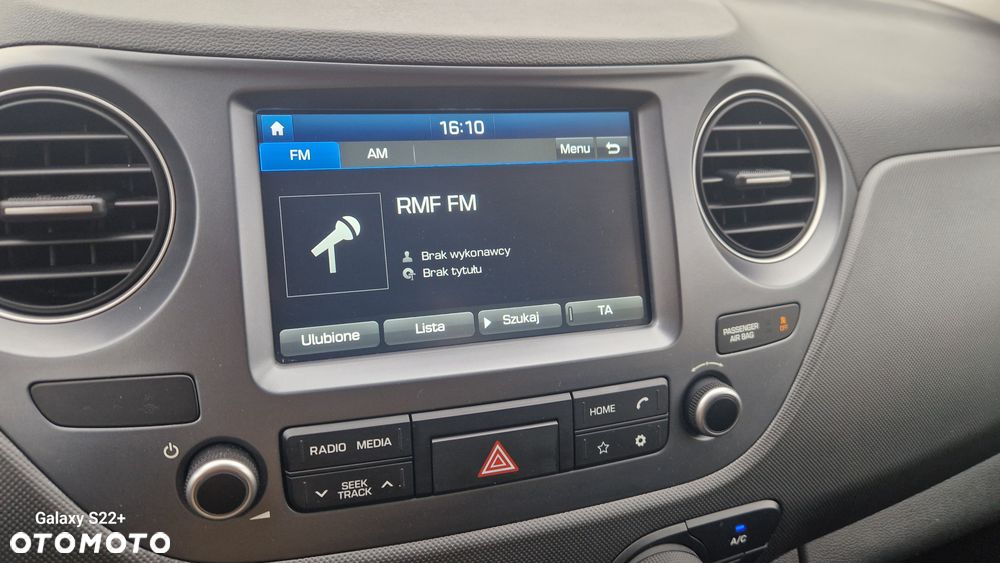 16:10
FM
AM
Menu
RMF FM
Brak wykonawcy
Brak tytułu
Ulubione
Lista
Szukaj
TA
PASSENGER
AIR BAG
OFF
RADIO
MEDIA
HOME
SEEK
TRACK
A/C
Galaxy S22+
OTOMOTO